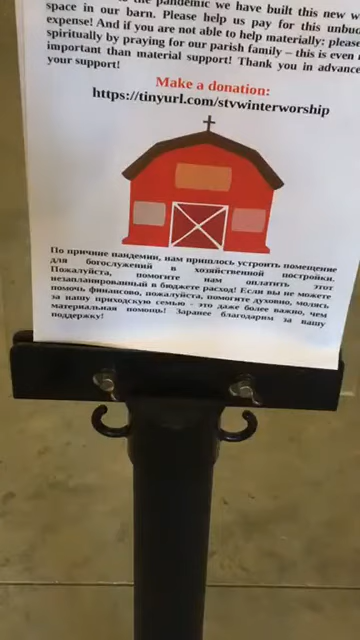 the pandemic we have built this new w
space in our barn. Please help us pay for this unbud
expense! And if you are not able to help materially: please
spiritually by praying for our parish family – this is even
important than material support! Thank you in advance
your support!
Make a donation:
https://tinyurl.com/stvwinterworship
По причине пандемии, нам пришлось устроить помещение
для богослужений в хозяйственной постройки.
Пожалуйста, помогите нам оплатить этот
незапланированный в бюджете расход! Если вы не можете
помочь финансово, пожалуйста, помогите духовно, молясь
за нашу приходскую семью - это даже более важно, чем
материальная помощь! Заранее благодарим за вашу
поддержку!